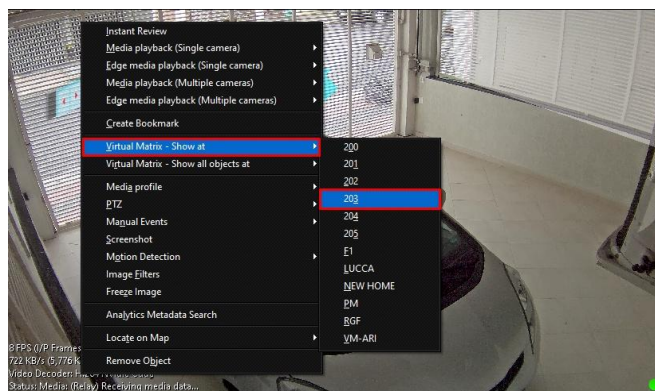 Instant Review
Media playback (Single camera)
Edge media playback (Single camera)
Media playback (Multiple cameras)
Edge media playback (Multiple cameras)
Create Bookmark
Virtual Matrix - Show at
Virtual Matrix - Show all objects at
Media profile
PTZ
Manual Events
Screenshot
Motion Detection
Image Filters
Freeze Image
Analytics Metadata Search
Locate on Map
Remove Object
200
201
202
203
204
205
F1
LUCCA
NEW HOME
PM
RGF
VM-ARI
8 FPS (I/P Frames
722 KB/s (5,776 K
Video Decoder:
Status: Media: (Relay) Receiving media data...